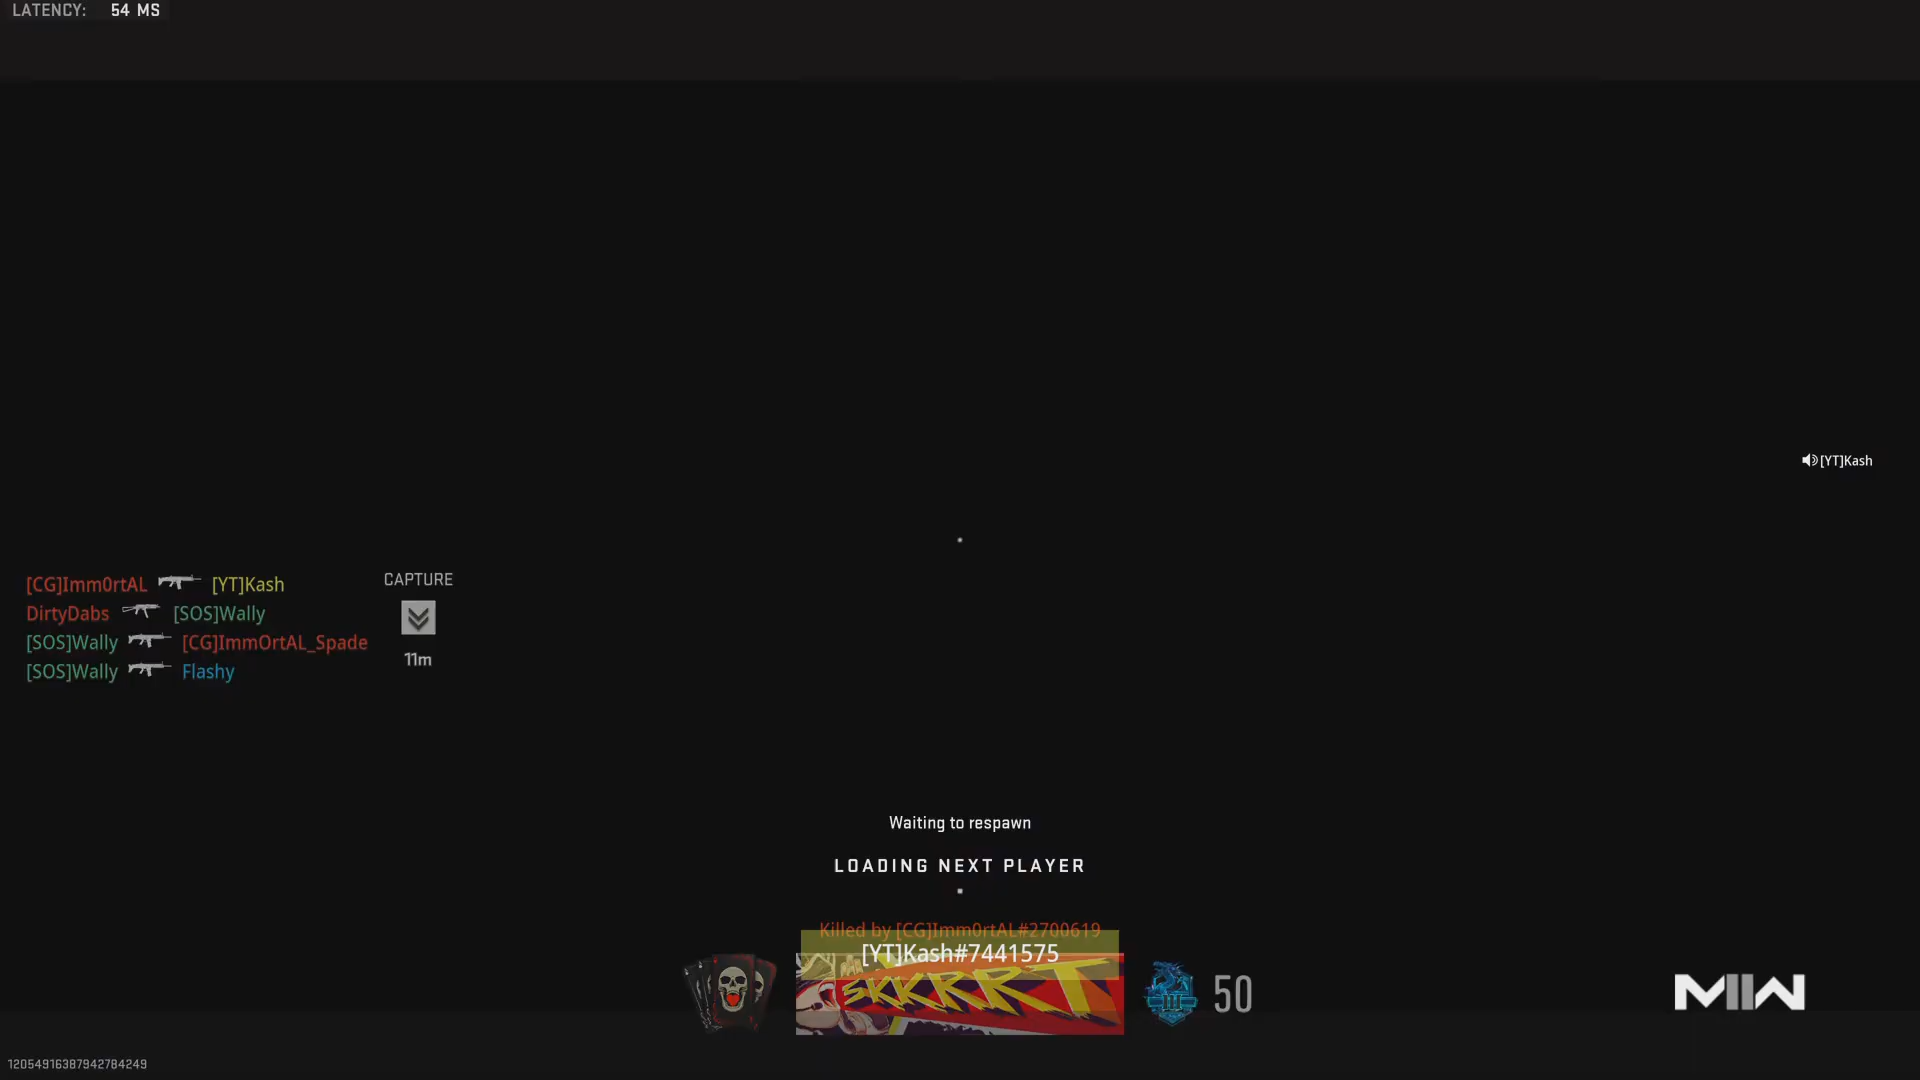 LATENCY: 54 MS
[YT]Kash
[CG]Imm0rtAL [YT]Kash
DirtyDabs [SOS]Wally
[SOS]Wally [CG]ImmOrtAL_Spade
[SOS]Wally Flashy
CAPTURE
11m
Waiting to respawn
LOADING NEXT PLAYER
Killed by [CG]Imm0rtAL#2700619
[YT]Kash#7441575
SKKRRT
III
50
MIIW
12054916387942784249